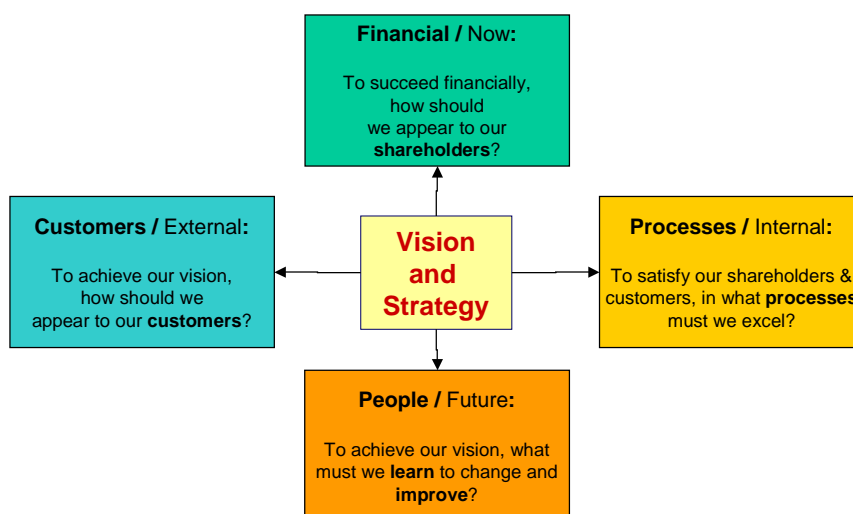 Financial / Now:
To succeed financially,
how should
we appear to our
shareholders?
Customers / External:
To achieve our vision,
how should we
appear to our customers?
Vision
and
Strategy
Processes / Internal:
To satisfy our shareholders &
customers, in what processes
must we excel?
People / Future:
To achieve our vision, what
must we learn to change and
improve?